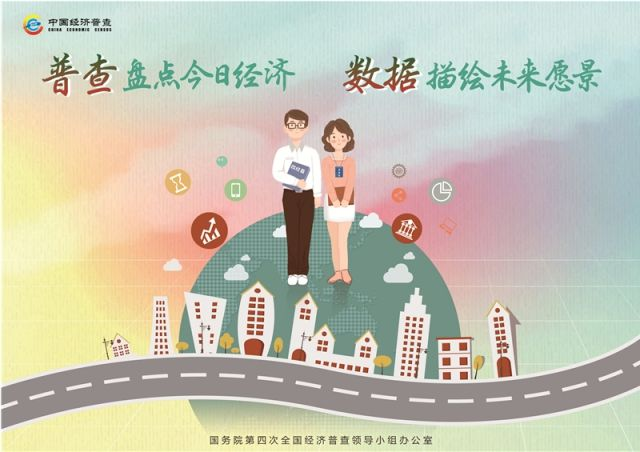 中国经济普查
CHINA ECONOMIC CENSUS
普查盘点今日经济 数据描绘未来愿景
国务院第四次全国经济普查领导小组办公室